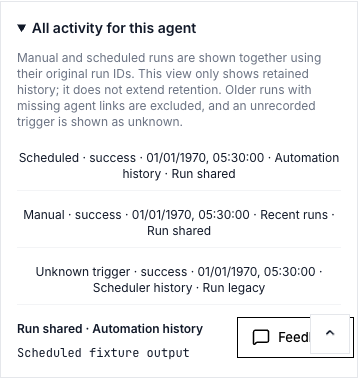 ▼ All activity for this agent
Manual and scheduled runs are shown together using
their original run IDs. This view only shows retained
history; it does not extend retention. Older runs with
missing agent links are excluded, and an unrecorded
trigger is shown as unknown.
Scheduled · success · 01/01/1970, 05:30:00 · Automation
history · Run shared
Manual · success · 01/01/1970, 05:30:00 · Recent runs ·
Run shared
Unknown trigger · success · 01/01/1970, 05:30:00 ·
Scheduler history · Run legacy
Run shared · Automation history
Scheduled fixture output